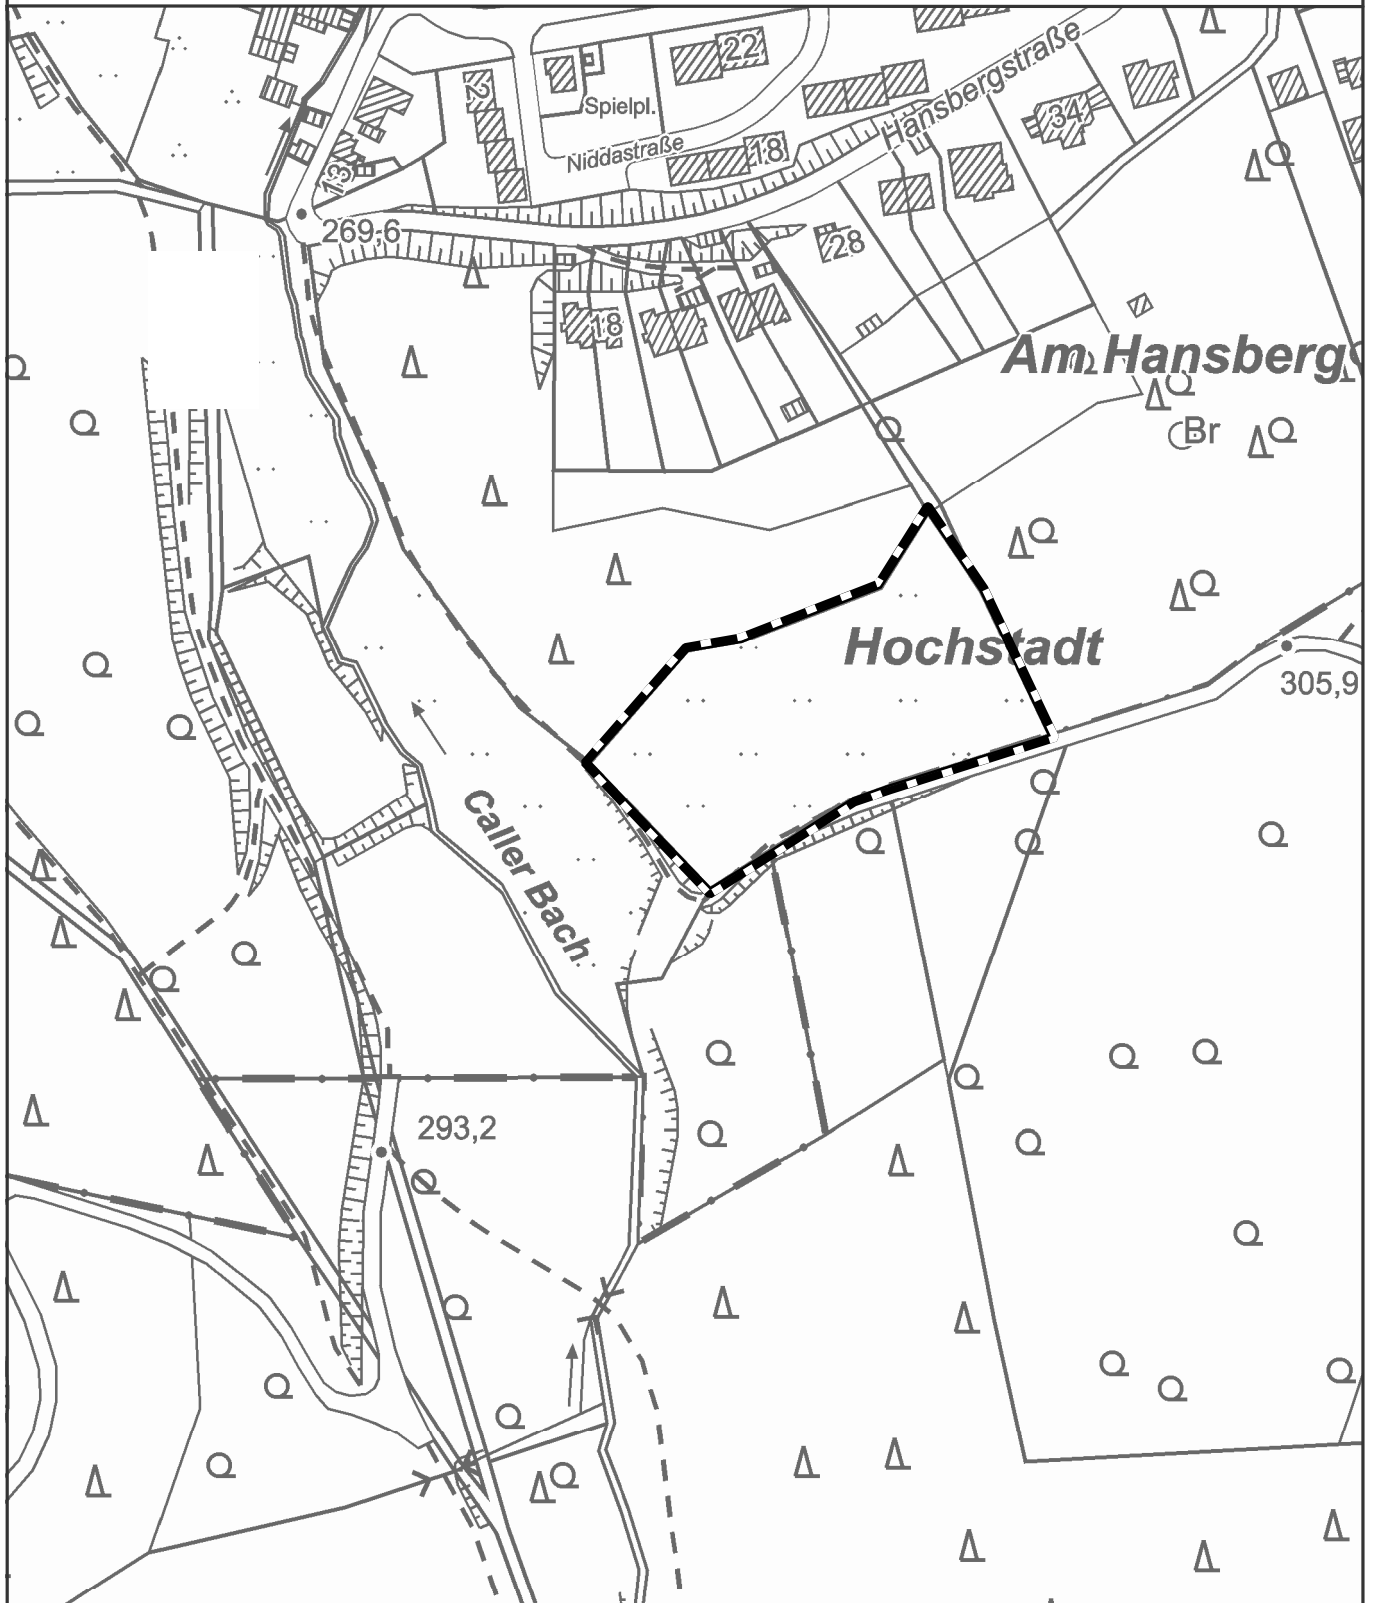 22
2
Spielpl.
Hansbergstraße
34
Niddastraße
18
13
269,6
28
18
Am Hansberg
Br
Hochstadt
305,9
Caller Bach
293,2